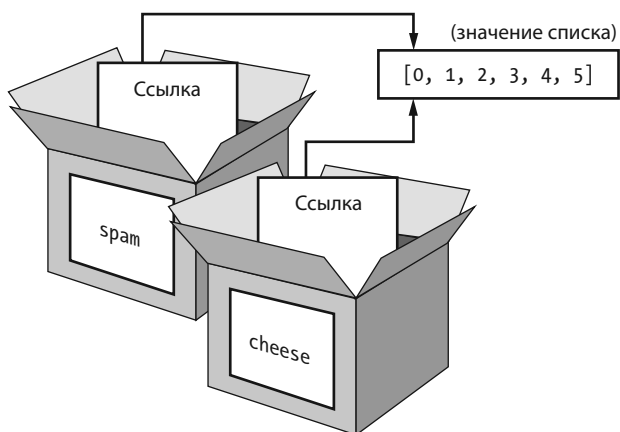 (значение списка)
[0, 1, 2, 3, 4, 5]
Ссылка
spam
Ссылка
cheese